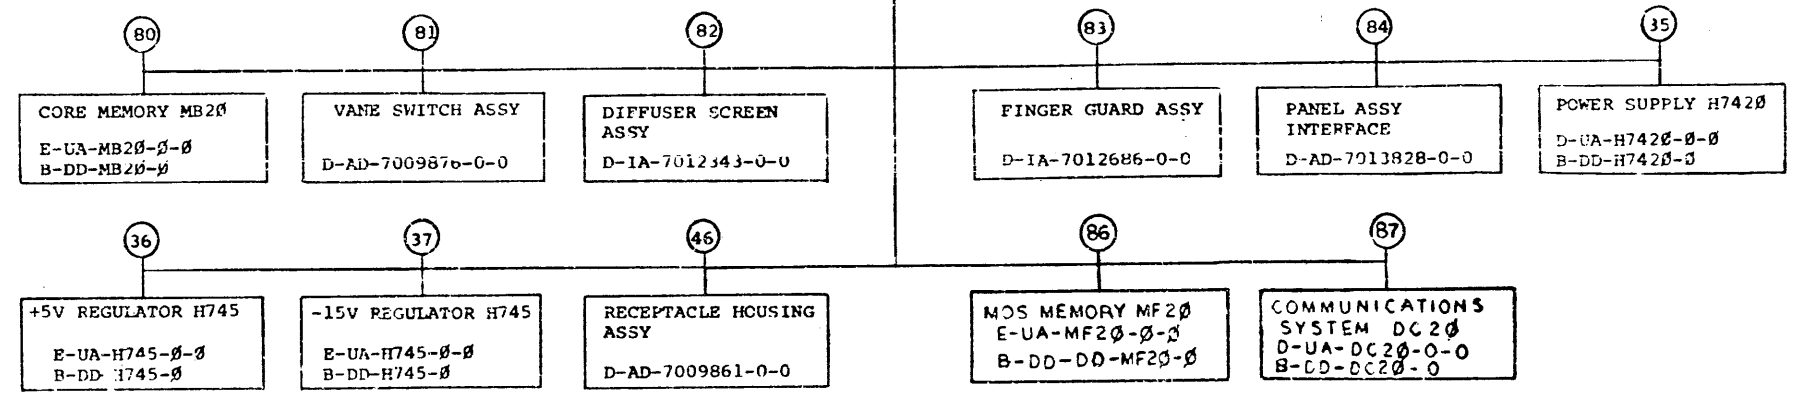 80
81
82
83
84
35
CORE MEMORY MB2Ø
E-UA-MB2Ø-Ø-Ø
B-DD-MB2Ø-Ø
VANE SWITCH ASSY
D-AD-7009876-0-0
DIFFUSER SCREEN
ASSY
D-IA-7012343-0-0
FINGER GUARD ASSY
D-IA-7012686-0-0
PANEL ASSY
INTERFACE
D-AD-7013828-0-0
POWER SUPPLY H742Ø
D-UA-H742Ø-Ø-Ø
B-DD-H742Ø-Ø
36
37
46
86
87
+5V REGULATOR H745
E-UA-H745-Ø-Ø
B-DD-H745-Ø
-15V REGULATOR H745
E-UA-H745-Ø-Ø
B-DD-H745-Ø
RECEPTACLE HOUSING
ASSY
D-AD-7009861-0-0
MOS MEMORY MF2Ø
E-UA-MF2Ø-Ø-Ø
B-DD-DD-MF2Ø-Ø
COMMUNICATIONS
SYSTEM DC2Ø
D-UA-DC20-0-0
B-DD-DC20-0